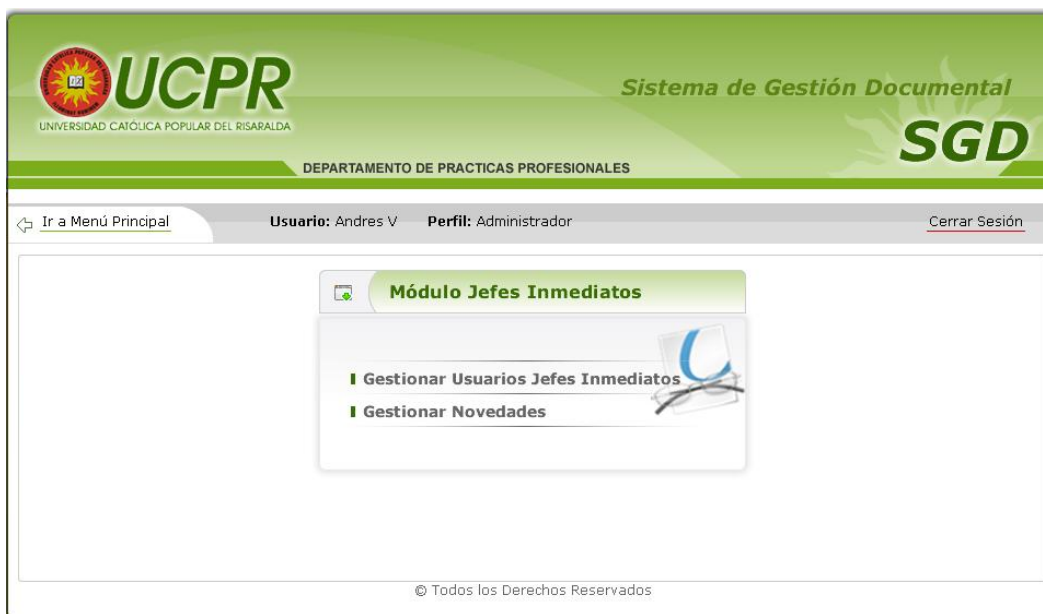 UCPR
UNIVERSIDAD CATÓLICA POPULAR DEL RISARALDA
Sistema de Gestión Documental
SGD
DEPARTAMENTO DE PRACTICAS PROFESIONALES
Ir a Menú Principal Usuario: Andres V Perfil: Administrador Cerrar Sesión
Módulo Jefes Inmediatos
Gestionar Usuarios Jefes Inmediatos
Gestionar Novedades
© Todos los Derechos Reservados